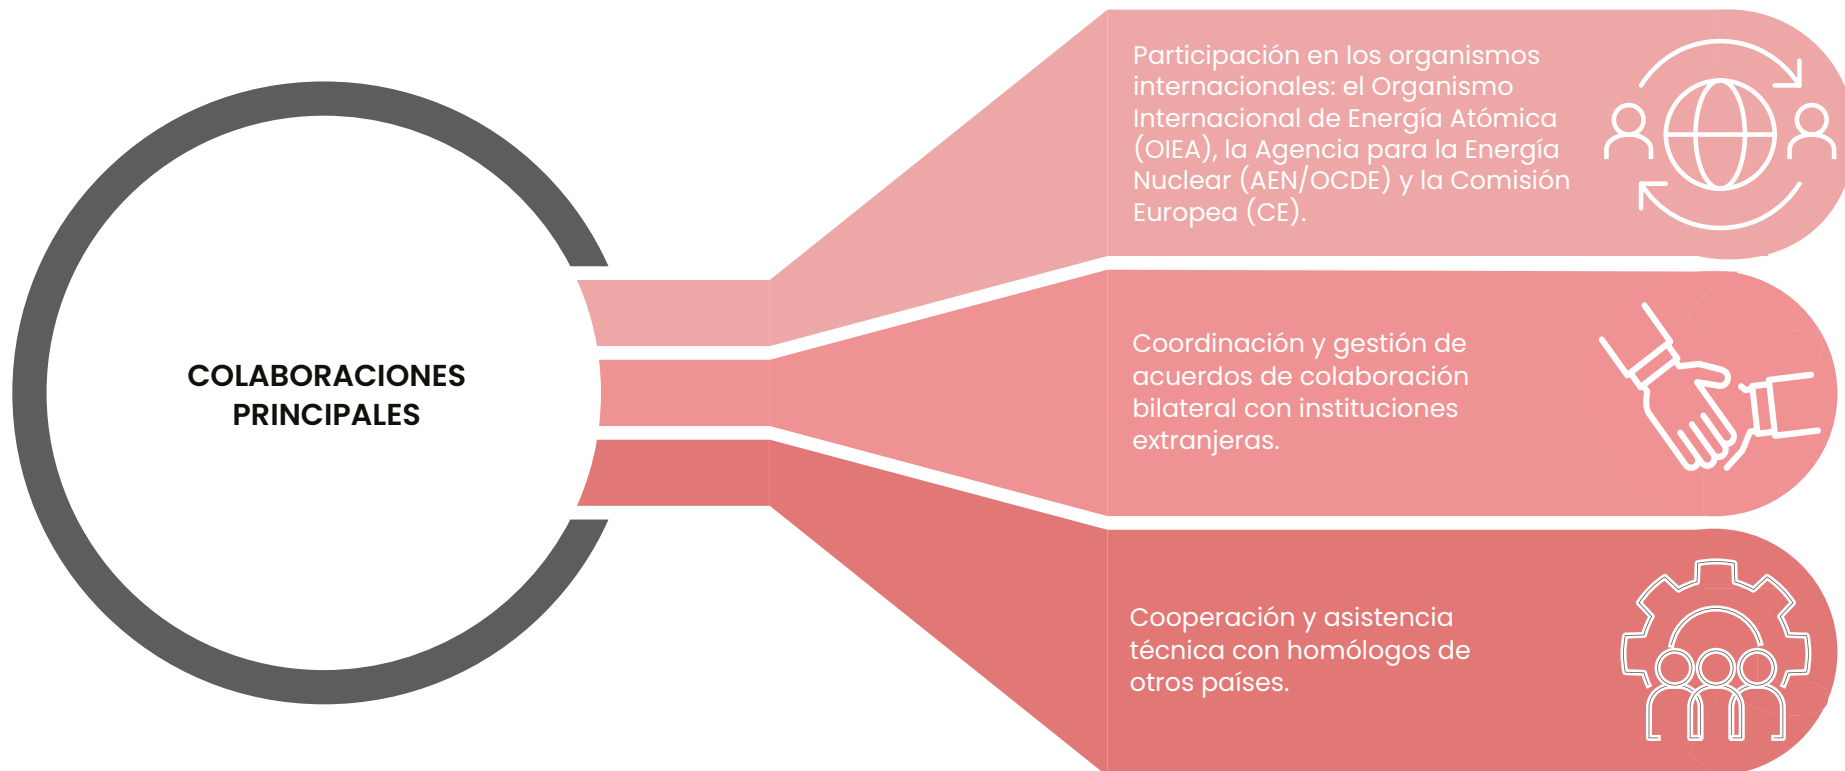 COLABORACIONES
PRINCIPALES
Participación en los organismos
internacionales: el Organismo
Internacional de Energía Atómica
(OIEA), la Agencia para la Energía
Nuclear (AEN/OCDE) y la Comisión
Europea (CE).
Coordinación y gestión de
acuerdos de colaboración
bilateral con instituciones
extranjeras.
Cooperación y asistencia
técnica con homólogos de
otros países.